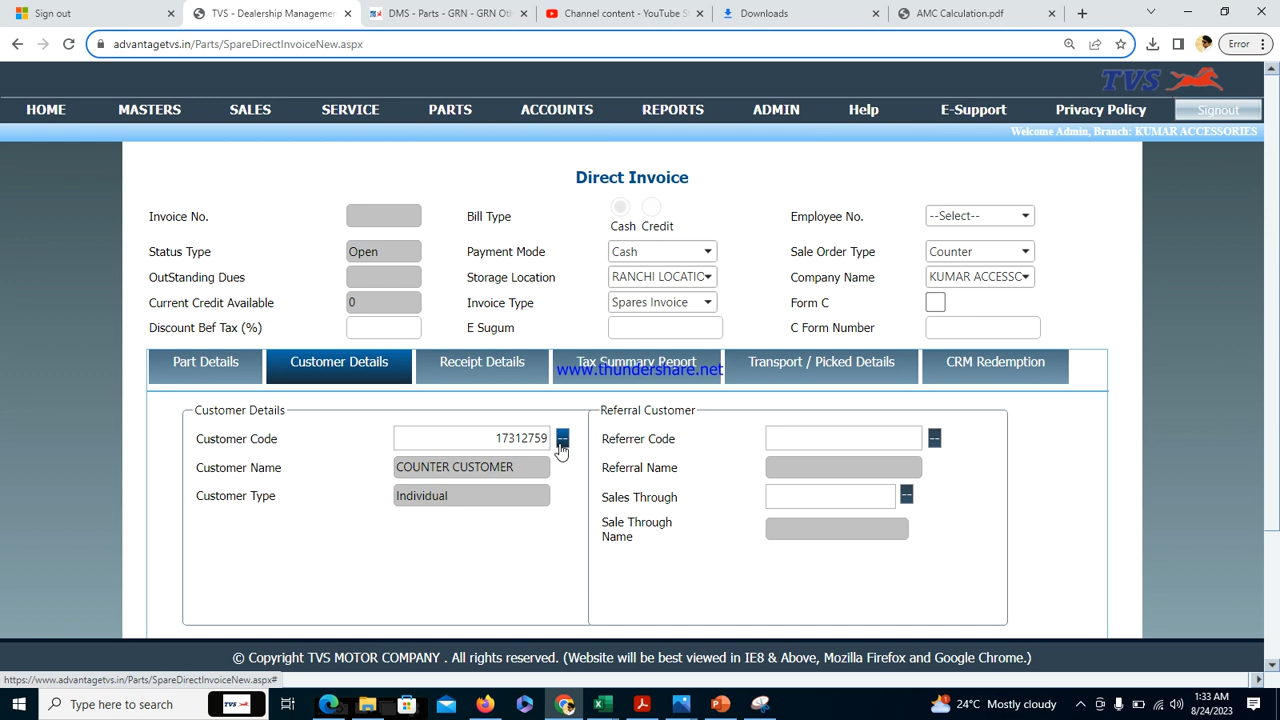 Sign out
TVS - Dealership Managemen
DMS - Parts - GRN - GRN Oth
Channel content - YouTube S
Downloads
AMC Calculation.pdf
advantagetvs.in/Parts/SpareDirectInvoiceNew.aspx
Error
TVS
HOME MASTERS SALES SERVICE PARTS ACCOUNTS REPORTS ADMIN Help E-Support Privacy Policy Signout
Welcome Admin, Branch: KUMAR ACCESSORIES
Direct Invoice
Invoice No. Bill Type Cash Credit Employee No. --Select--
Status Type Open Payment Mode Cash Sale Order Type Counter
OutStanding Dues Storage Location RANCHI LOCATIO Company Name KUMAR ACCESSC
Current Credit Available 0 Invoice Type Spares Invoice Form C
Discount Bef Tax (%) E Sugum C Form Number
Part Details Customer Details Receipt Details Tax Summary Report Transport / Picked Details CRM Redemption
www.thundershare.net
Customer Details Referral Customer
Customer Code 17312759 -- Referrer Code --
Customer Name COUNTER CUSTOMER Referral Name
Customer Type Individual Sales Through --
Sale Through
Name
© Copyright TVS MOTOR COMPANY . All rights reserved. (Website will be best viewed in IE8 & Above, Mozilla Firefox and Google Chrome.)
https://www.advantagetvs.in/Parts/SpareDirectInvoiceNew.aspx#
Type here to search
TVS
24°C Mostly cloudy
1:33 AM
8/24/2023